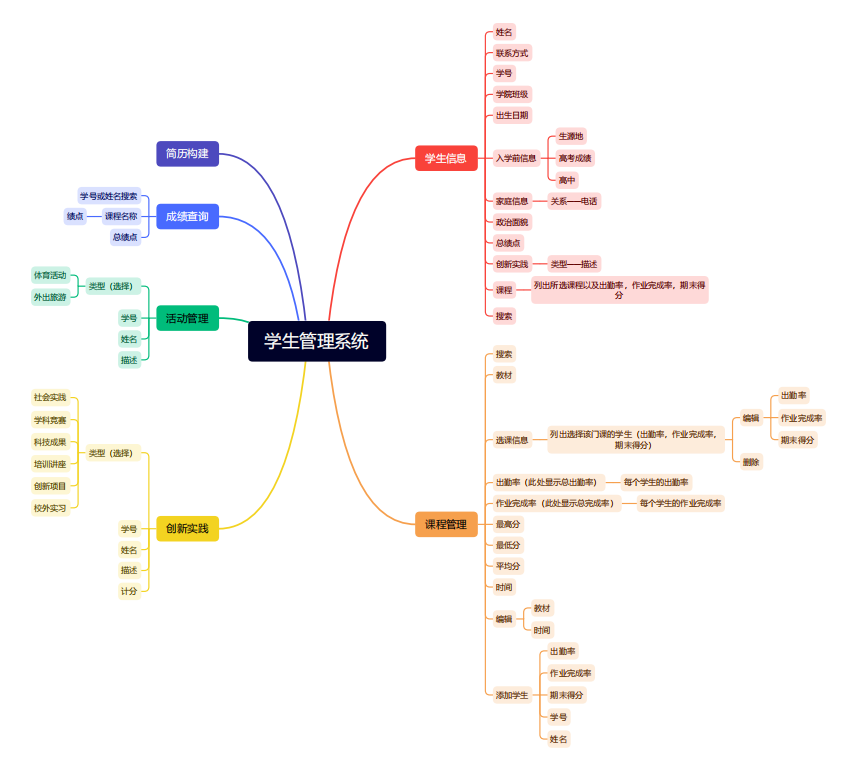 学生管理系统
学生信息
姓名
联系方式
学号
学院班级
出生日期
入学前信息
生源地
高考成绩
高中
家庭信息
关系——电话
政治面貌
总绩点
创新实践
类型——描述
课程
列出所选课程以及出勤率，作业完成率，期末得
分
搜索
课程管理
搜索
教材
选课信息
列出选择该门课的学生（出勤率，作业完成率，
期末得分）
编辑
出勤率
作业完成率
期末得分
删除
出勤率（此处显示总出勤率）
每个学生的出勤率
作业完成率（此处显示总完成率）
每个学生的作业完成率
最高分
最低分
平均分
时间
编辑
教材
时间
添加学生
出勤率
作业完成率
期末得分
学号
姓名
简历构建
成绩查询
学号或姓名搜索
课程名称
绩点
总绩点
活动管理
类型（选择）
体育活动
外出旅游
学号
姓名
描述
创新实践
类型（选择）
社会实践
学科竞赛
科技成果
培训讲座
创新项目
校外实习
学号
姓名
描述
计分